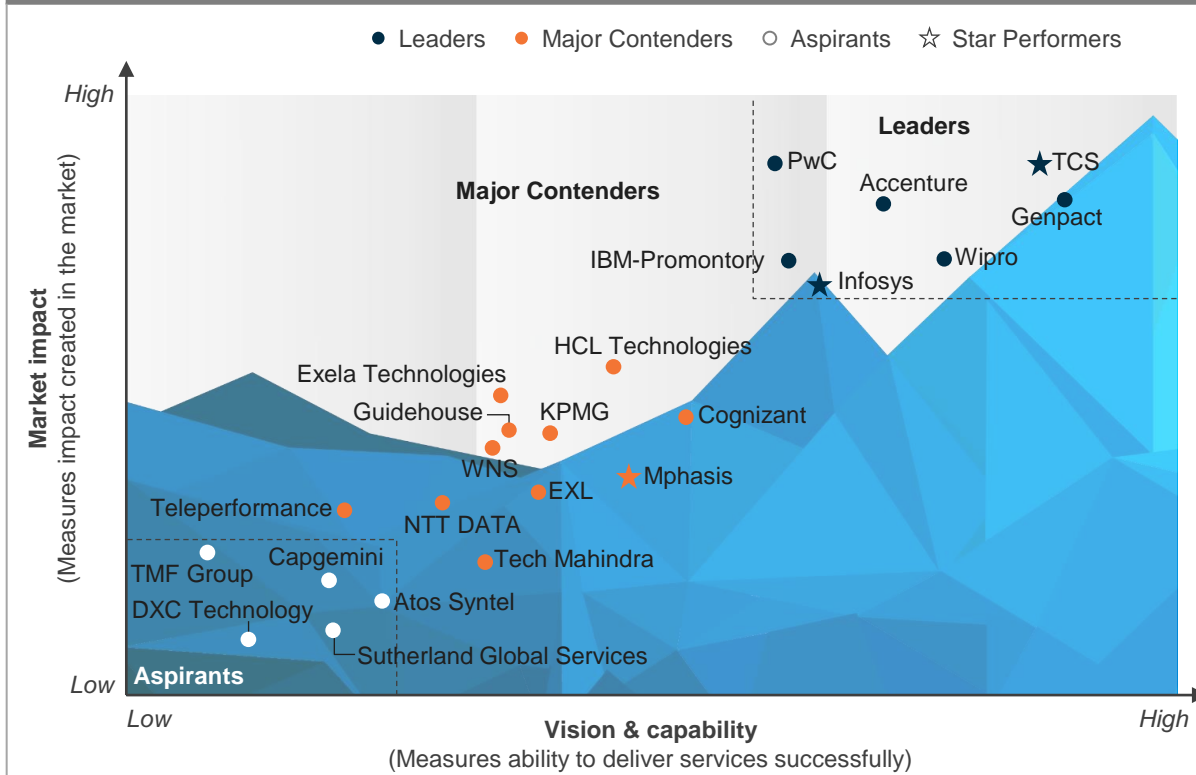 Leaders
Major Contenders
Aspirants
Star Performers
High
Leaders
PwC
TCS
Accenture
Major Contenders
Genpact
IBM-Promontory
Wipro
Infosys
HCL Technologies
Exela Technologies
Guidehouse
KPMG
Cognizant
WNS
Mphasis
EXL
Teleperformance
NTT DATA
Capgemini
Tech Mahindra
TMF Group
DXC Technology
Atos Syntel
Sutherland Global Services
Aspirants
Market impact
(Measures impact created in the market)
Low
Low
High
Vision & capability
(Measures ability to deliver services successfully)